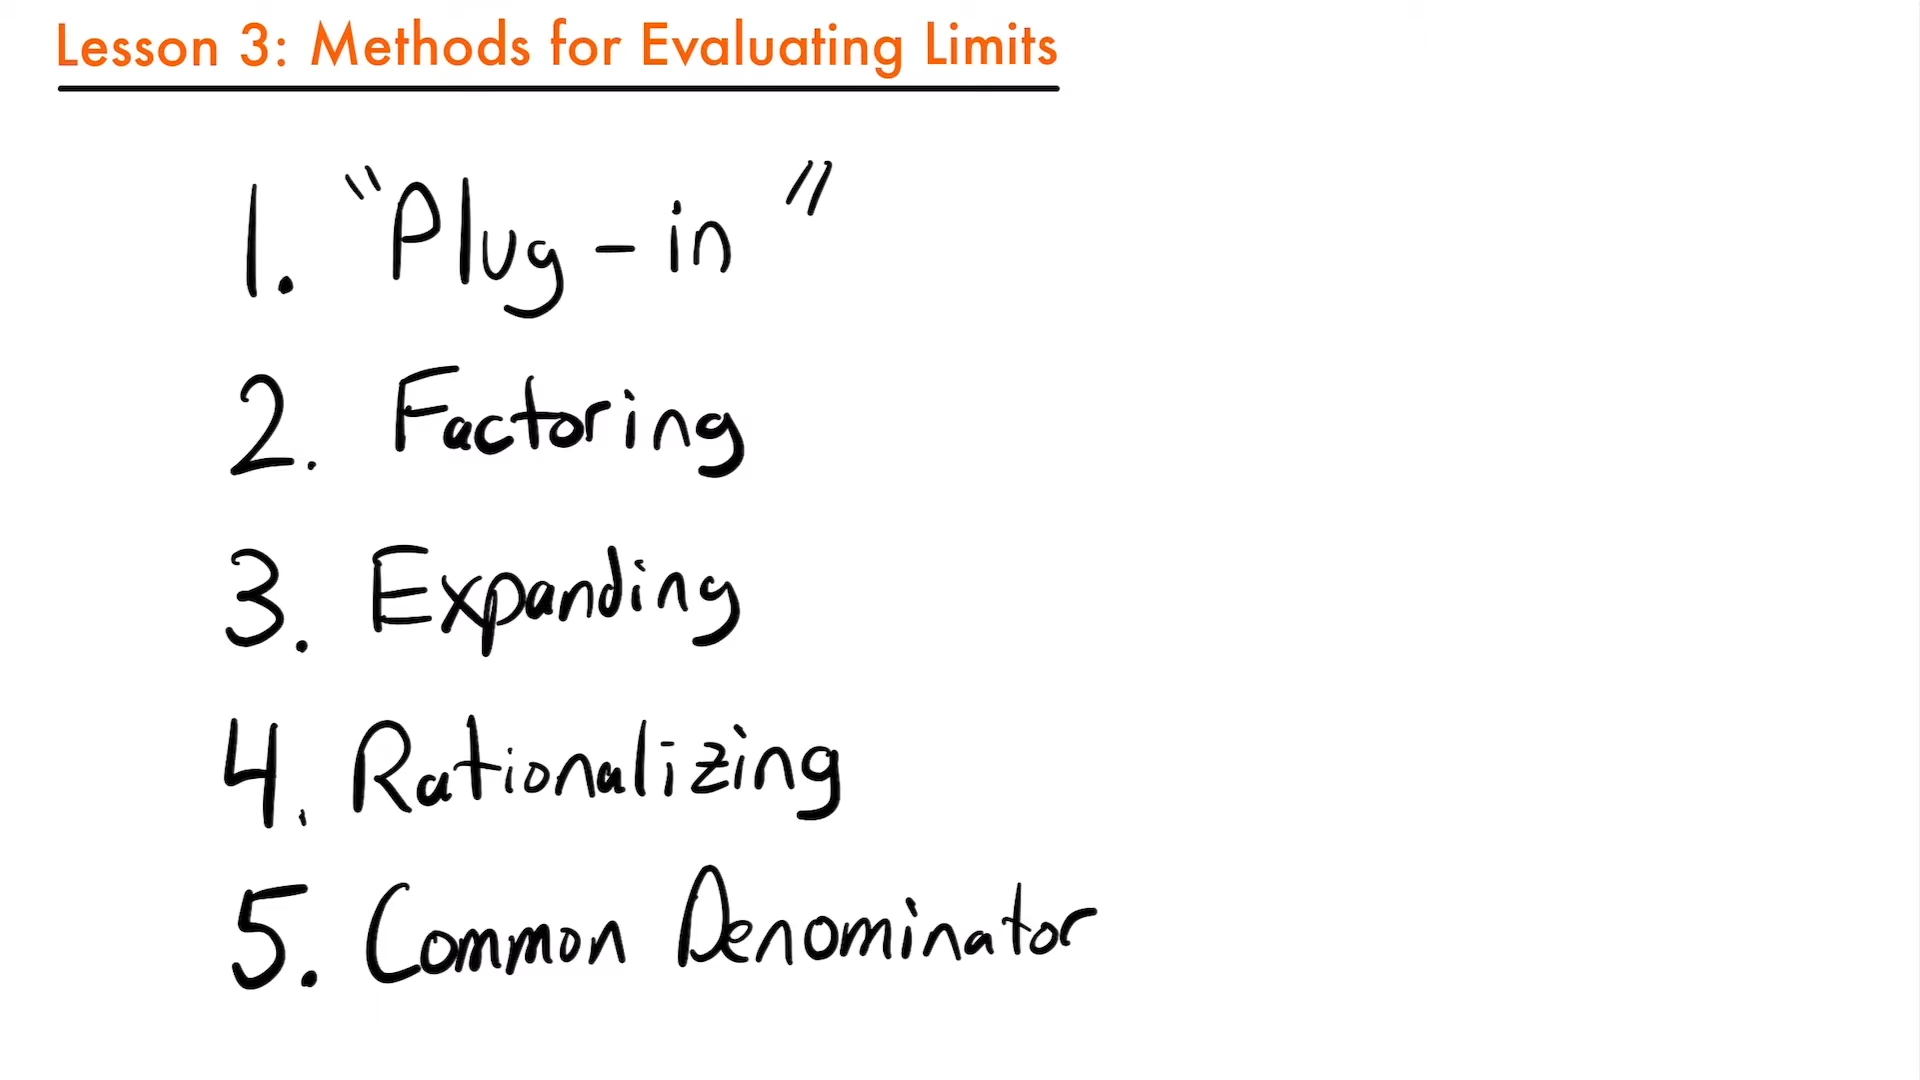 Lesson 3: Methods for Evaluating Limits
1. "Plug-in"
2. Factoring
3. Expanding
4. Rationalizing
5. Common Denominator